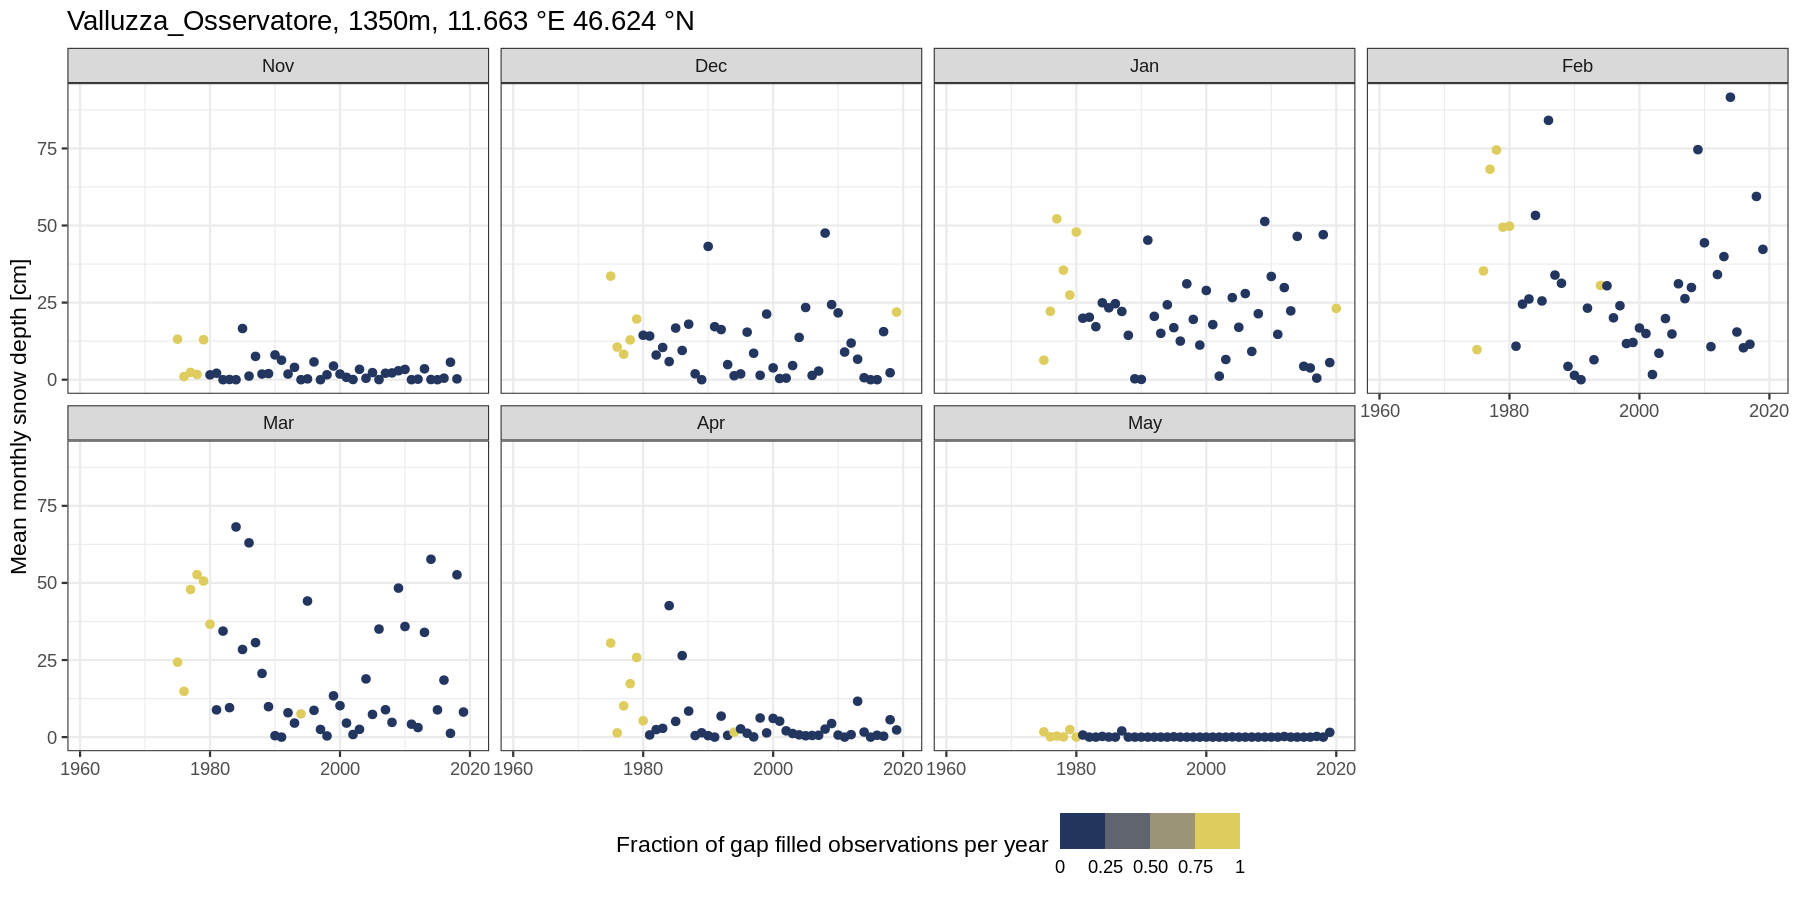 Valluzza_Osservatore, 1350m, 11.663 °E 46.624 °N
Nov Dec Jan Feb
75
50
25
0
1960 1980 2000 2020
Mar Apr May
75
50
25
0
1960 1980 2000 2020 1960 1980 2000 2020 1960 1980 2000 2020
Mean monthly snow depth [cm]
Fraction of gap filled observations per year
0 0.25 0.50 0.75 1